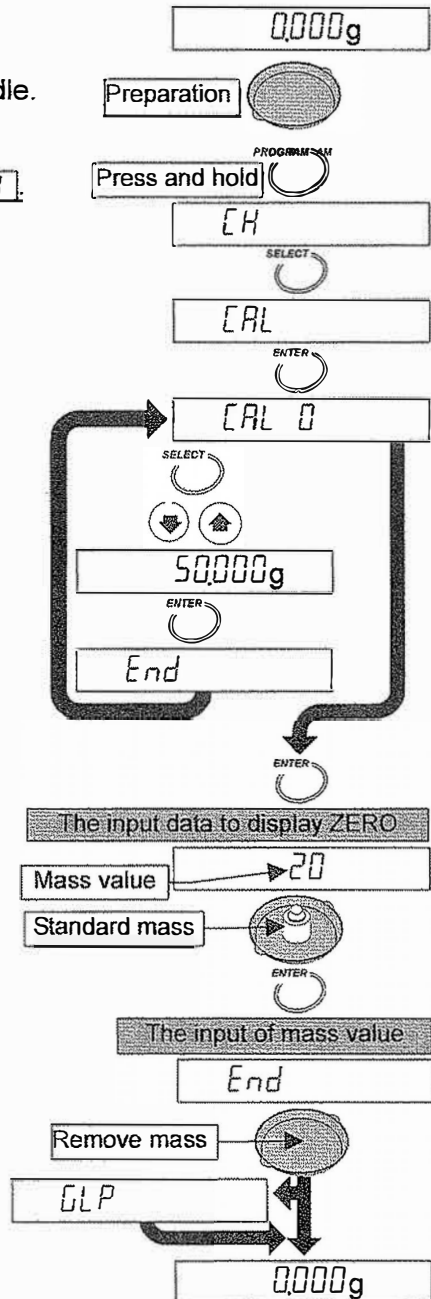 0.000g
dle.
Preparation
PROGRAM
Press and hold
CH
SELECT
CAL
ENTER
CAL 0
SELECT
50.000g
ENTER
End
ENTER
The input data to display ZERO
20
Mass value
Standard mass
ENTER
The input of mass value
End
Remove mass
GLP
0.000g